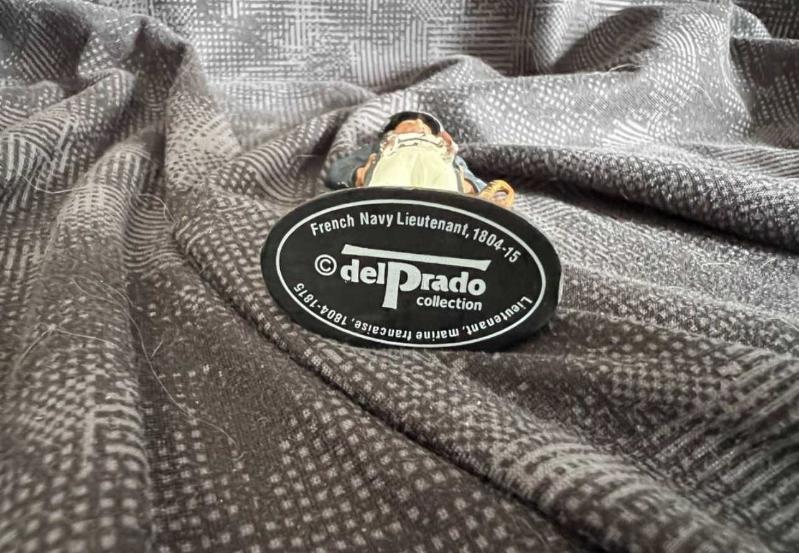 French Navy Lieutenant, 1804-15
© delPrado
collection
Lieutenant, marine francaise, 1804-1815